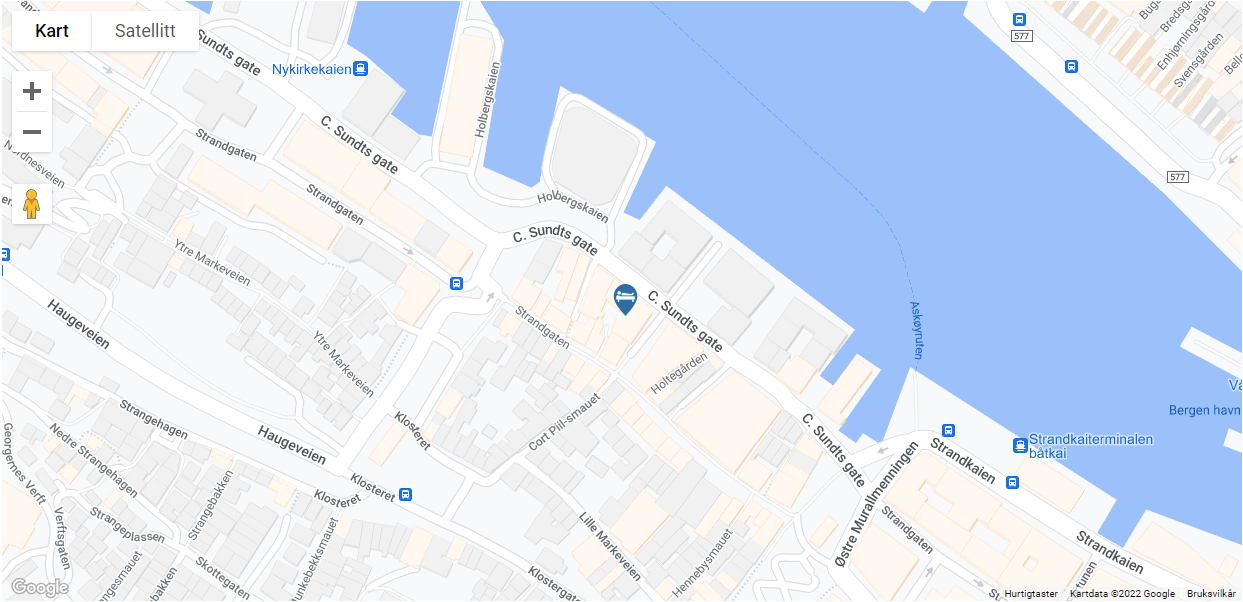 Kart
Satellitt
Sundts gate
Nykirkekaien
Holbergskaien
577
Enhjørningsgården
Svensgården
577
C. Sundts gate
Strandgaten
Nordnesveien
Strandgaten
Holbergskaien
C. Sundts gate
Ytre Markeveien
Haugeveien
C. Sundts gate
Strandgaten
Askøyruten
Ytre Markeveien
Holtegården
Strangehagen
Klosteret
Cort Piil-smauet
Bergen havn
Haugeveien
C. Sundts gate
Strandkaien
Strandkaiterminalen
båtkai
Georgernes Verft
Nedre Strangehagen
Klosteret
Klosteret
Strangebakken
Østre Murallmenningen
Verftsgaten
Strangeplassen
Lille Markeveien
Strandgaten
Hennebysmauet
Strandkaien
Skottegaten
Klostergaten
Google
Hurtigtaster
Kartdata ©2022 Google
Bruksvilkår